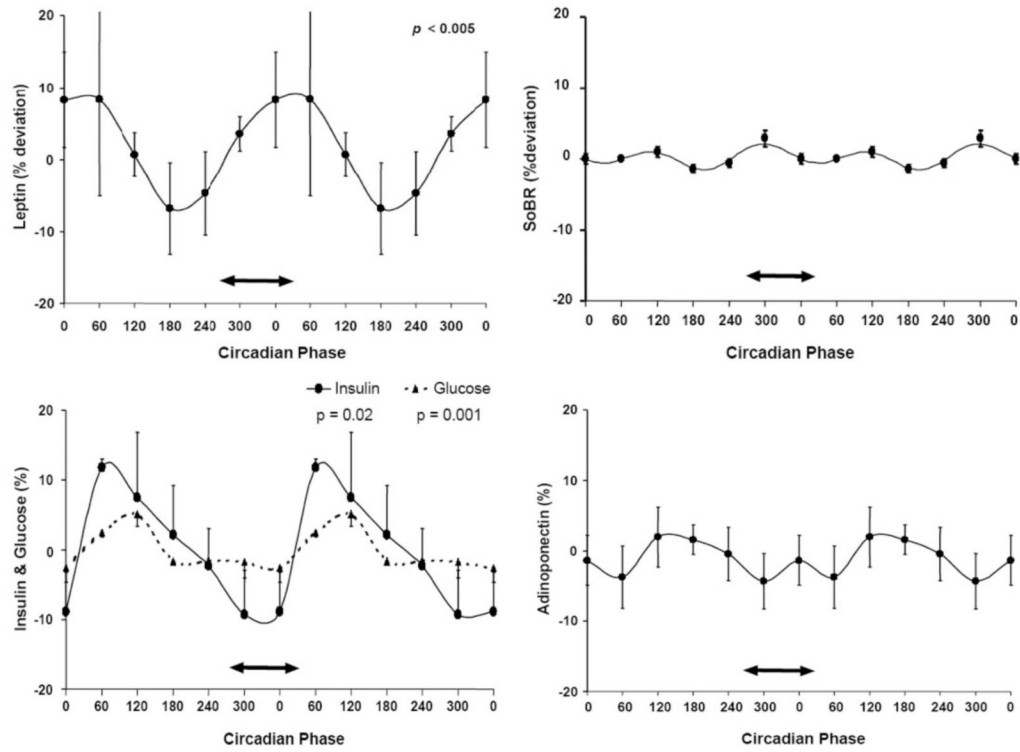 p < 0.005
Leptin (% deviation)
20
10
0
-10
-20
0 60 120 180 240 300 0 60 120 180 240 300 0
Circadian Phase
SoBR (%deviation)
20
10
0
-10
-20
0 60 120 180 240 300 0 60 120 180 240 300 0
Circadian Phase
Insulin Glucose
p = 0.02 p = 0.001
Insulin & Glucose (%)
20
10
0
-10
-20
0 60 120 180 240 300 0 60 120 180 240 300 0
Circadian Phase
Adinoponectin (%)
20
10
0
-10
-20
0 60 120 180 240 300 0 60 120 180 240 300 0
Circadian Phase